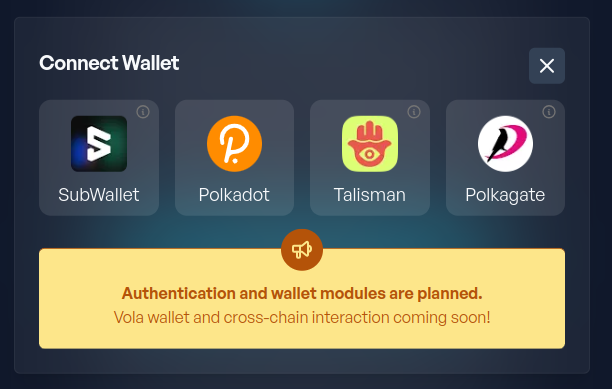 Connect Wallet
SubWallet
Polkadot
Talisman
Polkagate
Authentication and wallet modules are planned.
Vola wallet and cross-chain interaction coming soon!